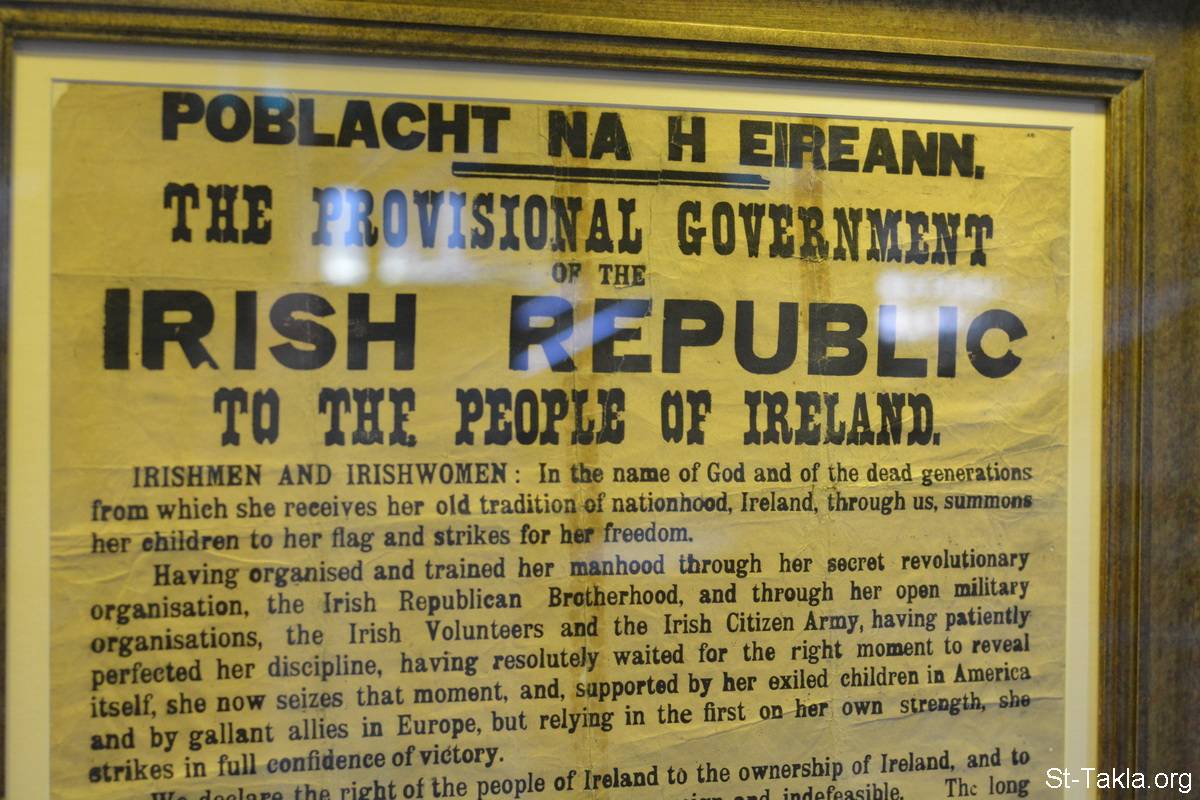 POBLACHT NA H EIREANN.
THE PROVISIONAL GOVERNMENT
OF THE
IRISH REPUBLIC
TO THE PEOPLE OF IRELAND.
IRISHMEN AND IRISHWOMEN : In the name of God and of the dead generations
from which she receives her old tradition of nationhood, Ireland, through us, summons
her children to her flag and strikes for her freedom.
Having organised and trained her manhood through her secret revolutionary
organisation, the Irish Republican Brotherhood, and through her open military
organisations, the Irish Volunteers and the Irish Citizen Army, having patiently
perfected her discipline, having resolutely waited for the right moment to reveal
itself, she now seizes that moment, and, supported by her exiled children in America
and by gallant allies in Europe, but relying in the first on her own strength, she
strikes in full confidence of victory.
We declare the right of the people of Ireland to the ownership of Ireland, and to
and indefeasible. The long
St-Takla.org